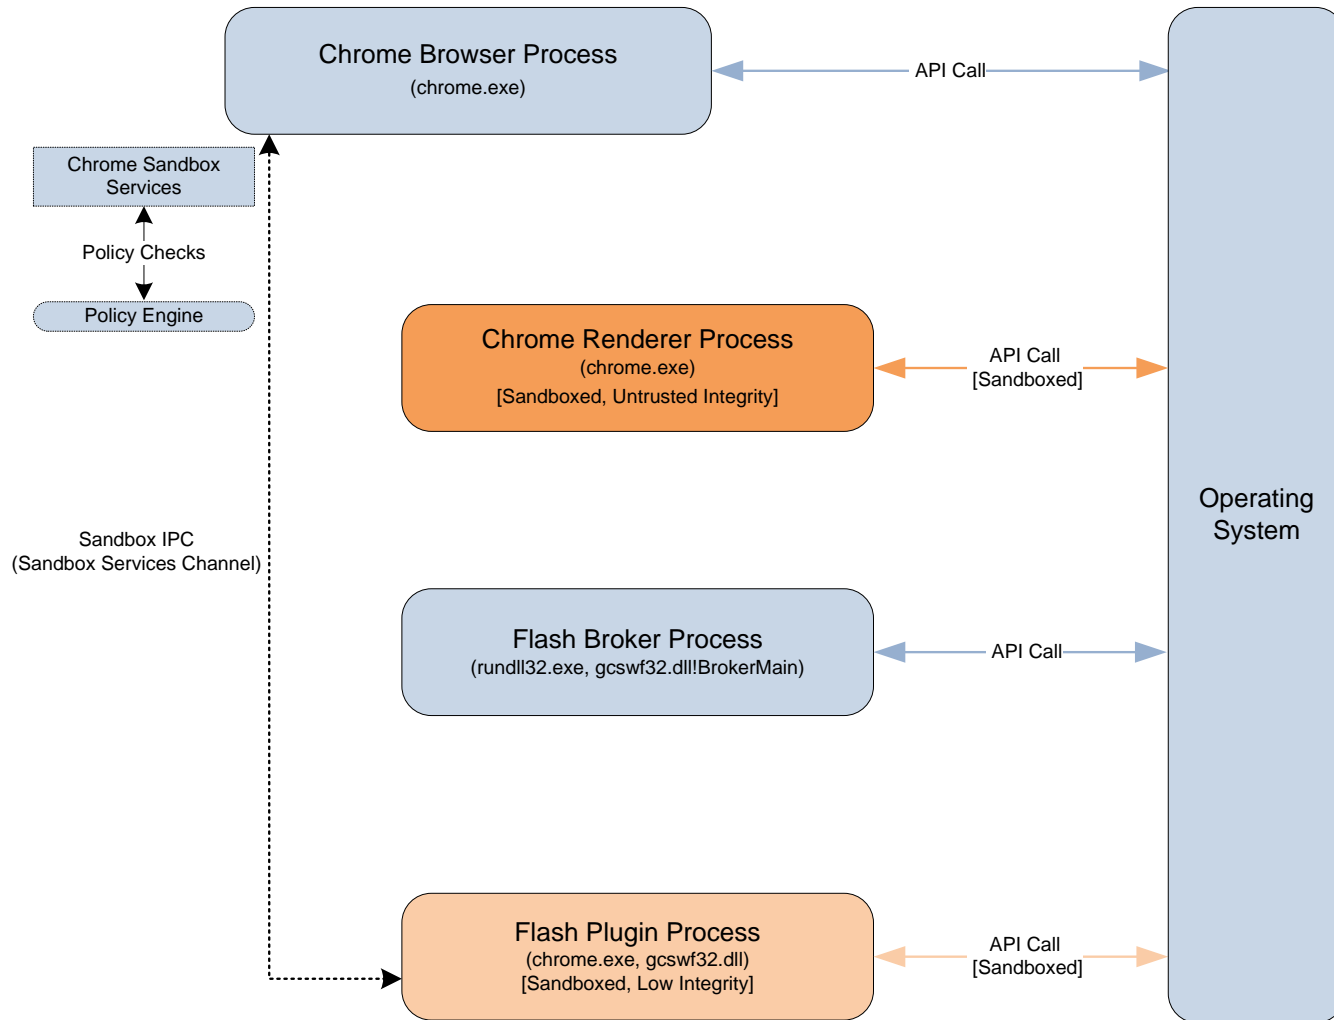 Chrome Browser Process
(chrome.exe)
API Call
Chrome Sandbox
Services
Policy Checks
Policy Engine
Chrome Renderer Process
(chrome.exe)
[Sandboxed, Untrusted Integrity]
API Call
[Sandboxed]
Operating
System
Sandbox IPC
(Sandbox Services Channel)
Flash Broker Process
(rundll32.exe, gcswf32.dll!BrokerMain)
API Call
Flash Plugin Process
(chrome.exe, gcswf32.dll)
[Sandboxed, Low Integrity]
API Call
[Sandboxed]